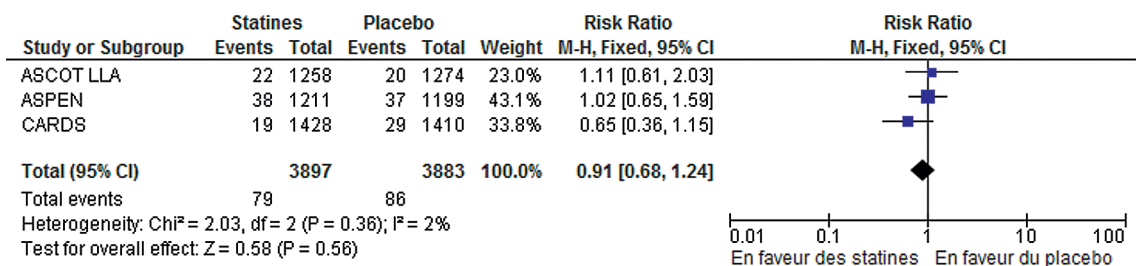 Statines Placebo Risk Ratio Risk Ratio
Study or Subgroup Events Total Events Total Weight M-H, Fixed, 95% CI M-H, Fixed, 95% CI
ASCOT LLA 22 1258 20 1274 23.0% 1.11 [0.61, 2.03]
ASPEN 38 1211 37 1199 43.1% 1.02 [0.65, 1.59]
CARDS 19 1428 29 1410 33.8% 0.65 [0.36, 1.15]
Total (95% CI) 3897 3883 100.0% 0.91 [0.68, 1.24]
Total events 79 86
Heterogeneity: Chi² = 2.03, df = 2 (P = 0.36); I² = 2%
Test for overall effect: Z = 0.58 (P = 0.56)
0.01 0.1 1 10 100
En faveur des statines En faveur du placebo